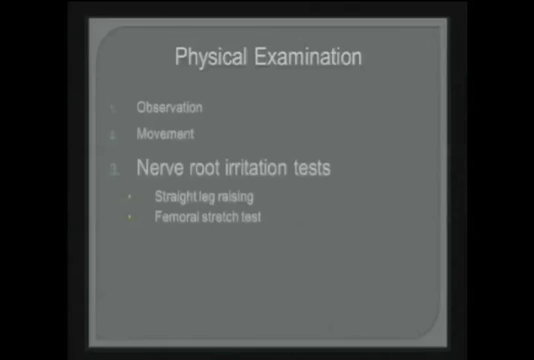 Physical Examination
1. Observation
2. Movement
3. Nerve root irritation tests
• Straight leg raising
• Femoral stretch test